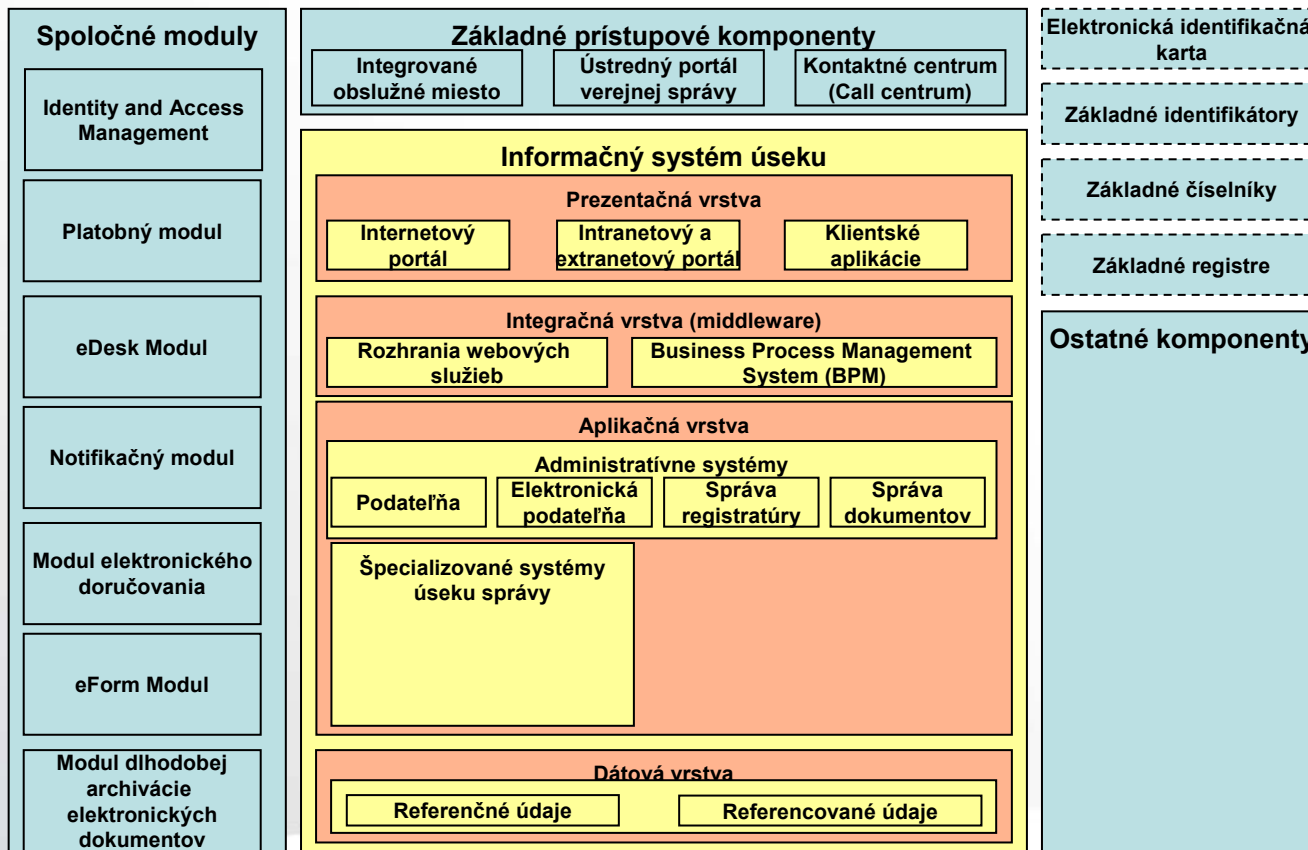 Spoločné moduly
Identity and Access
Management
Platobný modul
eDesk Modul
Notifikačný modul
Modul elektronického
doručovania
eForm Modul
Modul dlhodobej
archivácie
elektronických
dokumentov
Základné prístupové komponenty
Integrované
obslužné miesto
Ústredný portál
verejnej správy
Kontaktné centrum
(Call centrum)
Informačný systém úseku
Prezentačná vrstva
Internetový
portál
Intranetový a
extranetový portál
Klientské
aplikácie
Integračná vrstva (middleware)
Rozhrania webových
služieb
Business Process Management
System (BPM)
Aplikačná vrstva
Administratívne systémy
Podateľňa
Elektronická
podateľňa
Správa
registratúry
Správa
dokumentov
Špecializované systémy
úseku správy
Dátová vrstva
Referenčné údaje
Referencované údaje
Elektronická identifikačná
karta
Základné identifikátory
Základné číselníky
Základné registre
Ostatné komponenty